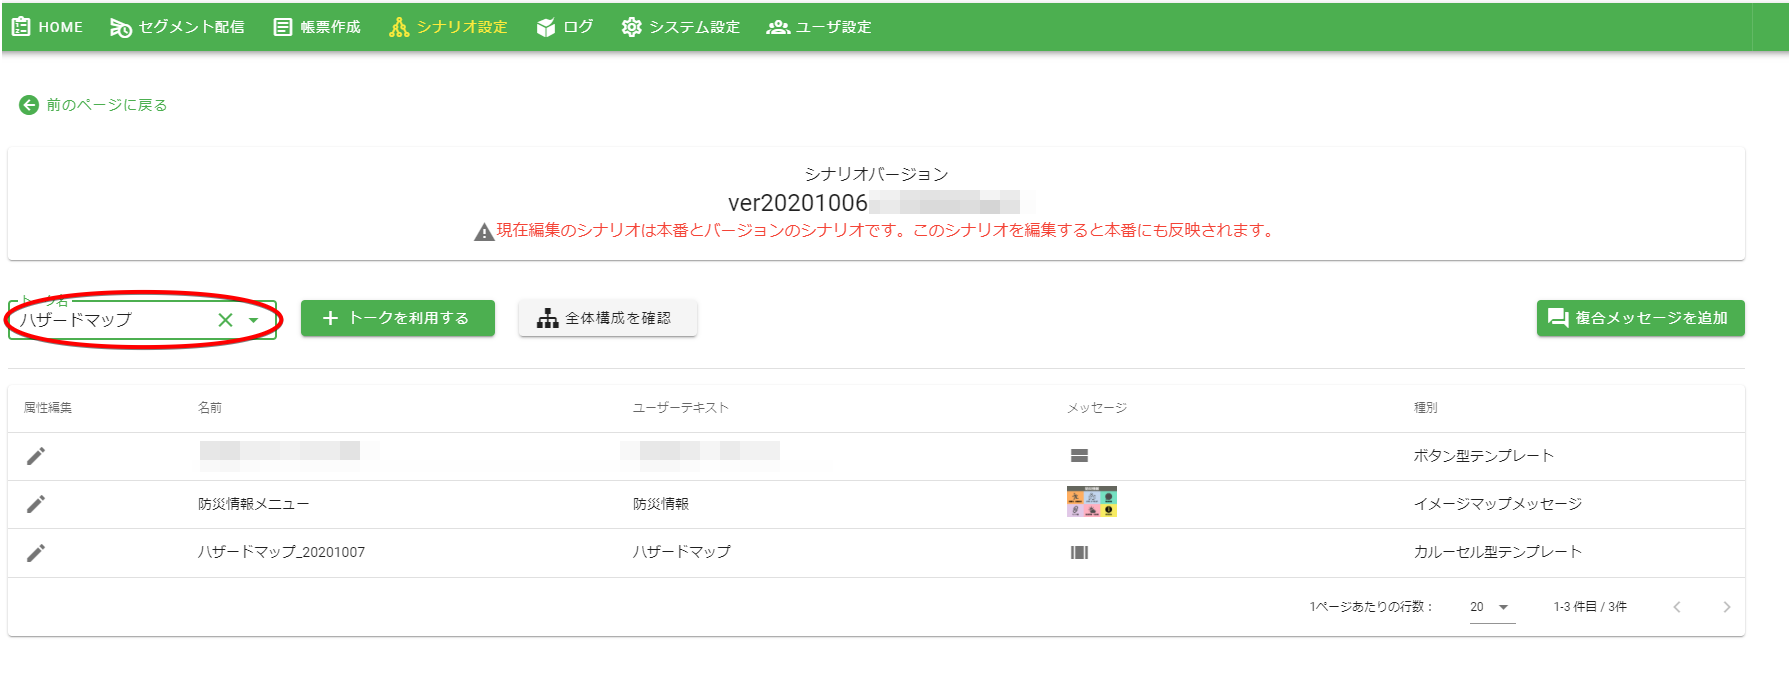 HOME セグメント配信 帳票作成 シナリオ設定 ログ システム設定 ユーザ設定
前のページに戻る
シナリオバージョン
ver20201006
現在編集のシナリオは本番とバージョンのシナリオです。このシナリオを編集すると本番にも反映されます。
トーク名
ハザードマップ
トークを利用する
全体構成を確認
複合メッセージを追加
属性編集 名前 ユーザーテキスト メッセージ 種別
ボタン型テンプレート
防災情報メニュー 防災情報 イメージマップメッセージ
ハザードマップ_20201007 ハザードマップ カルーセル型テンプレート
1ページあたりの行数： 20 1-3 件目 / 3件